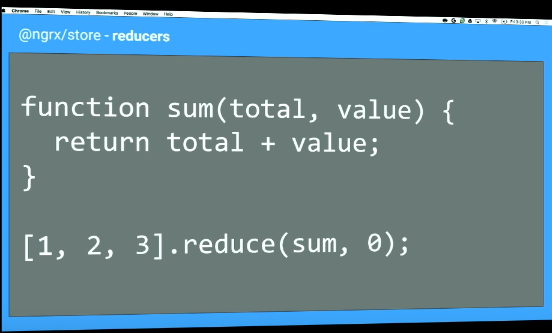 Chrome File Edit View History Bookmarks People Window Help
@ngrx/store - reducers
function sum(total, value) {
return total + value;
}
[1, 2, 3].reduce(sum, 0);